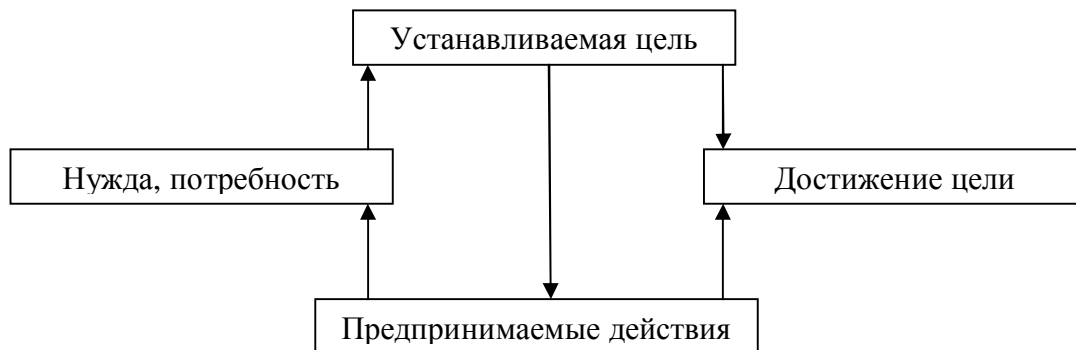 Устанавливаемая цель
Нужда, потребность
Достижение цели
Предпринимаемые действия